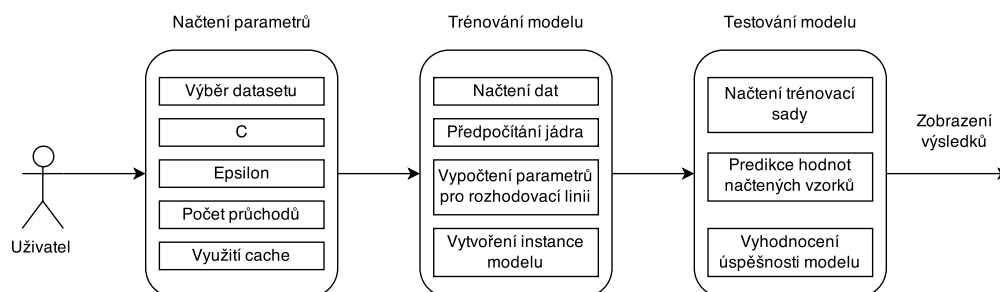 Načtení parametrů
Výběr datasetu
C
Epsilon
Počet průchodů
Využití cache
Uživatel
Trénování modelu
Načtení dat
Předpočítání jádra
Vypočtení parametrů
pro rozhodovací linii
Vytvoření instance
modelu
Testování modelu
Načtení trénovací
sady
Predikce hodnot
načtených vzorků
Vyhodnocení
úspěšnosti modelu
Zobrazení
výsledků